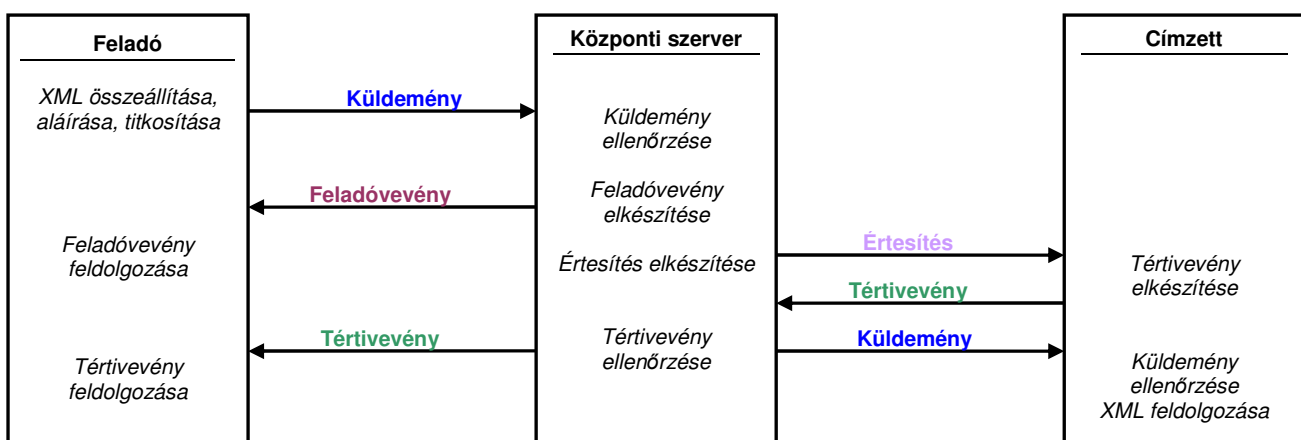 Feladó
Központi szerver
Címzett
XML összeállítása,
aláírása, titkosítása
Küldemény
Küldemény
ellenőrzése
Feladóvevény
Feladóvevény
elkészítése
Feladóvevény
feldolgozása
Értesítés elkészítése
Értesítés
Tértivevény
elkészítése
Tértivevény
Tértivevény
Tértivevény
ellenőrzése
Küldemény
Tértivevény
feldolgozása
Küldemény
ellenőrzése
XML feldolgozása